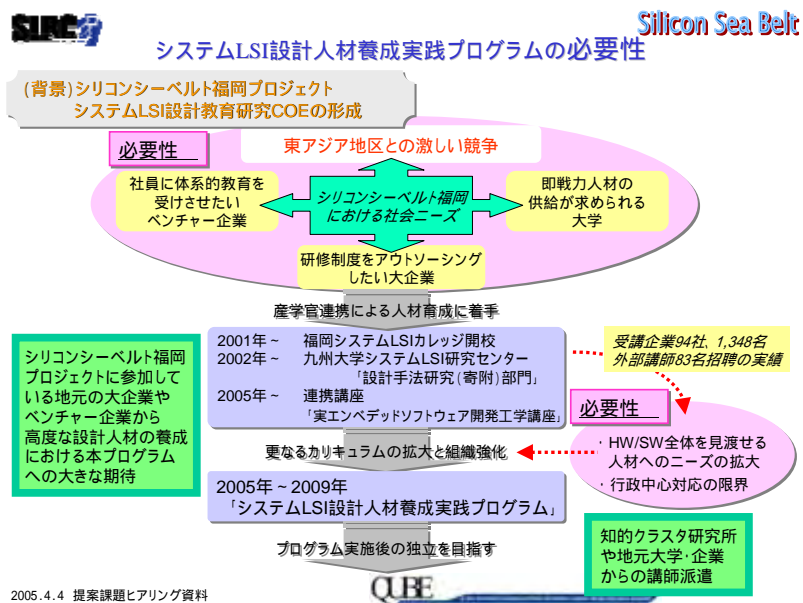 SLRC
Silicon Sea Belt
システムLSI設計人材養成実践プログラムの必要性
(背景)シリコンシーベルト福岡プロジェクト
システムLSI設計教育研究COEの形成
必要性
東アジア地区との激しい競争
社員に体系的教育を
受けさせたい
ベンチャー企業
シリコンシーベルト福岡
における社会ニーズ
即戦力人材の
供給が求められる
大学
研修制度をアウトソーシング
したい大企業
産学官連携による人材育成に着手
シリコンシーベルト福岡
プロジェクトに参加して
いる地元の大企業や
ベンチャー企業から
高度な設計人材の養成
における本プログラム
への大きな期待
2001年~ 福岡システムLSIカレッジ開校
2002年~ 九州大学システムLSI研究センター
「設計手法研究(寄附)部門」
2005年~ 連携講座
「実エンベデッドソフトウェア開発工学講座」
受講企業94社, 1,348名
外部講師83名招聘の実績
必要性
・HW/SW全体を見渡せる
人材へのニーズの拡大
・行政中心対応の限界
更なるカリキュラムの拡大と組織強化
2005年~2009年
「システムLSI設計人材養成実践プログラム」
知的クラスタ研究所
や地元大学・企業
からの講師派遣
プログラム実施後の独立を目指す
2005.4.4 提案課題ヒアリング資料
QUBE